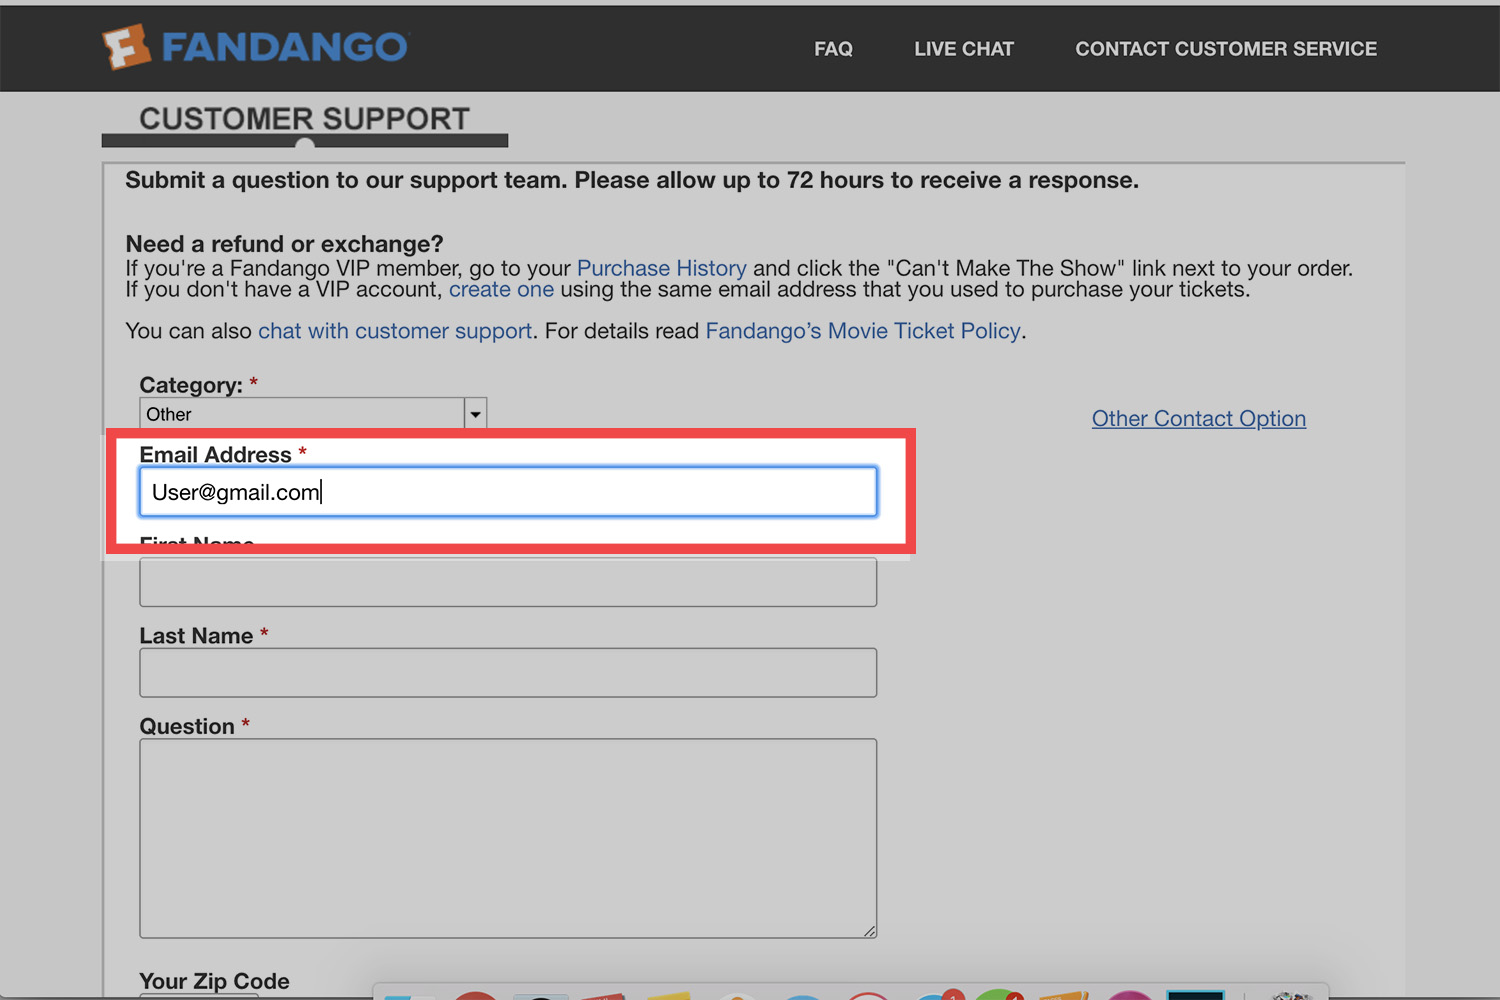 FANDANGO
FAQ
LIVE CHAT
CONTACT CUSTOMER SERVICE
CUSTOMER SUPPORT
Submit a question to our support team. Please allow up to 72 hours to receive a response.
Need a refund or exchange?
If you're a Fandango VIP member, go to your Purchase History and click the "Can't Make The Show" link next to your order.
If you don't have a VIP account, create one using the same email address that you used to purchase your tickets.
You can also chat with customer support. For details read Fandango’s Movie Ticket Policy.
Category: *
Other
Other Contact Option
Email Address *
User@gmail.com
First Name
Last Name *
Question *
Your Zip Code